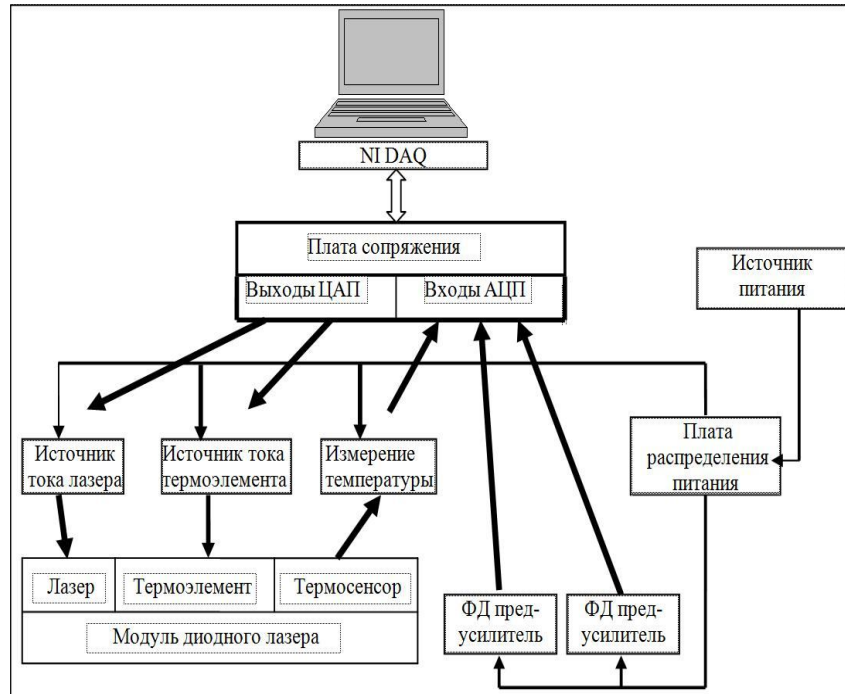 NI DAQ
Плата сопряжения
Выходы ЦАП
Входы АЦП
Источник
питания
Источник
тока лазера
Источник тока
термоэлемента
Измерение
температуры
Плата
распределения
питания
Лазер
Термоэлемент
Термосенсор
Модуль диодного лазера
ФД пред-
усилитель
ФД пред-
усилитель